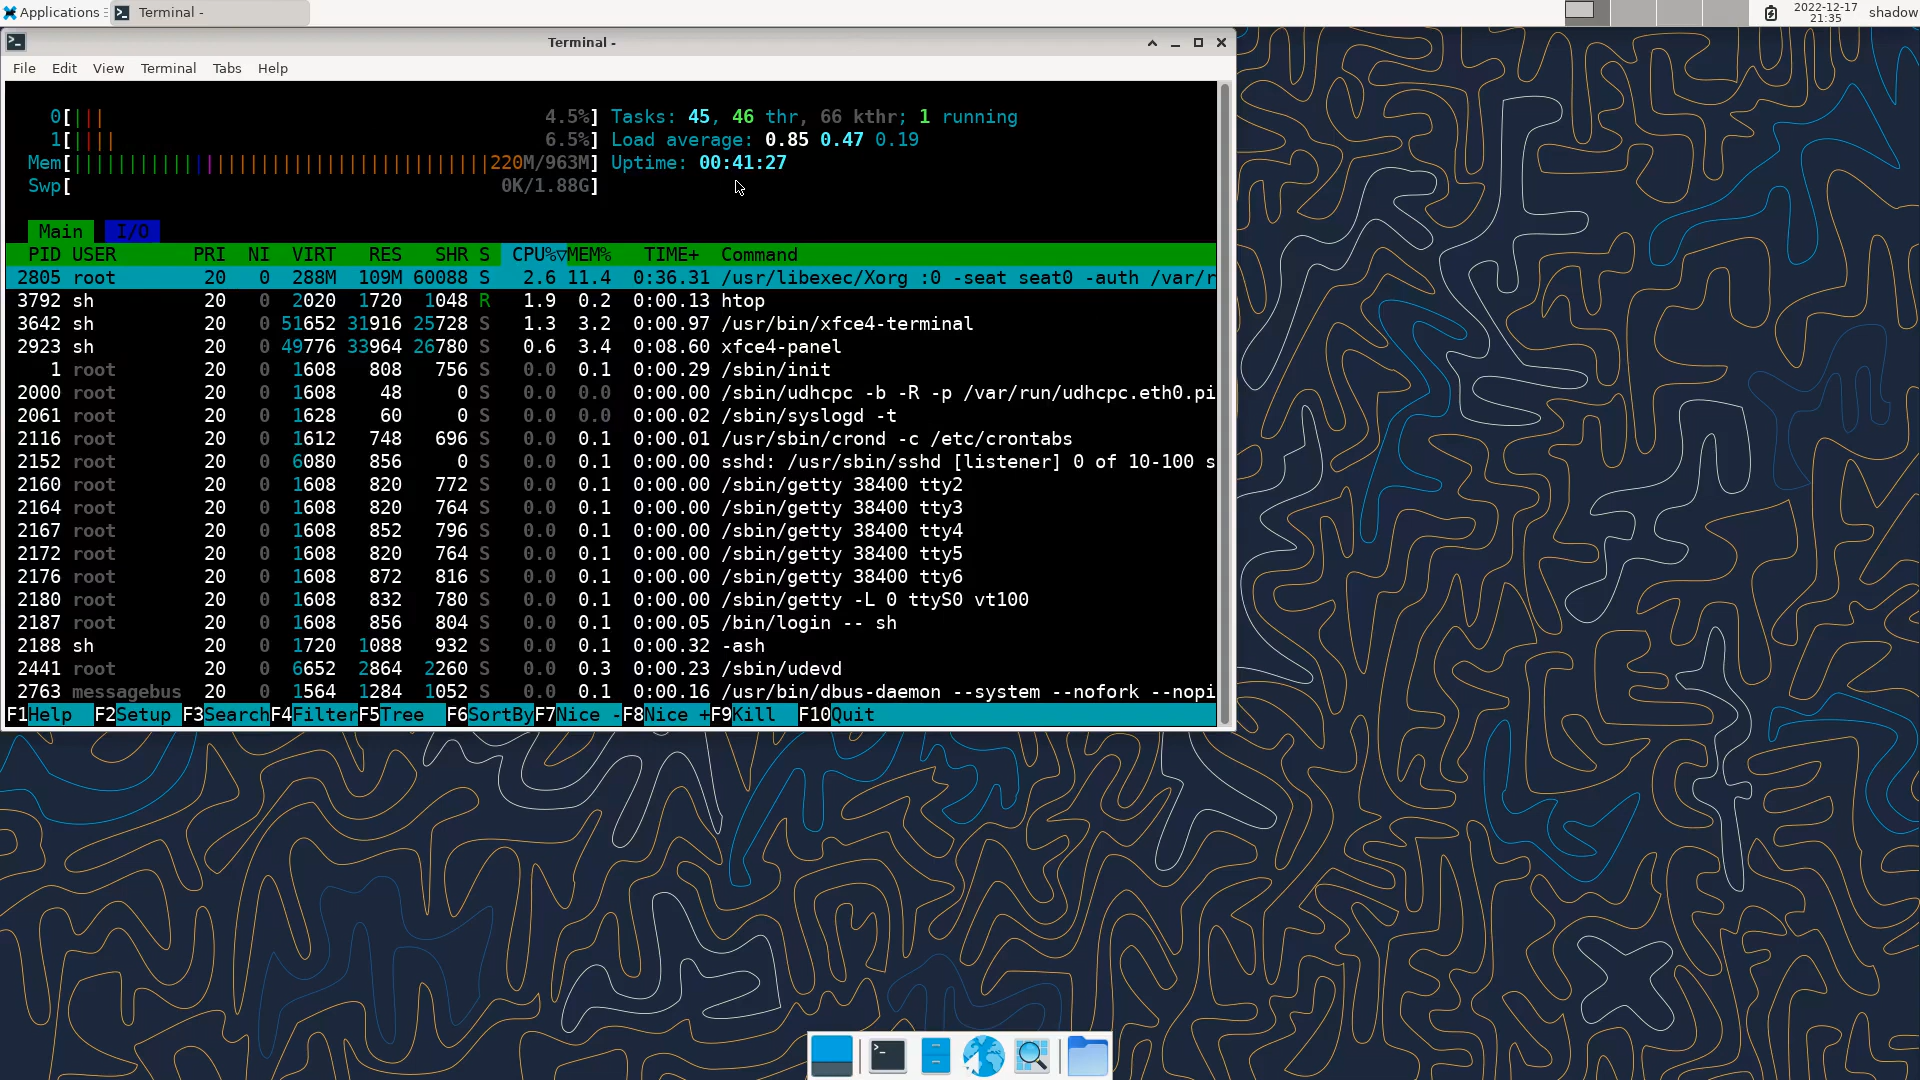 Applications Terminal - 2022-12-17 21:35 shadow
Terminal -
File Edit View Terminal Tabs Help
0[||| 4.5%] Tasks: 45, 46 thr, 66 kthr; 1 running
1[|||| 6.5%] Load average: 0.85 0.47 0.19
Mem[||||||||||||||||||||||||||||||||||||||220M/963M] Uptime: 00:41:27
Swp[ 0K/1.88G]
Main I/O
PID USER PRI NI VIRT RES SHR S CPU%▽MEM% TIME+ Command
2805 root 20 0 288M 109M 60088 S 2.6 11.4 0:36.31 /usr/libexec/Xorg :0 -seat seat0 -auth /var/r
3792 sh 20 0 2020 1720 1048 R 1.9 0.2 0:00.13 htop
3642 sh 20 0 51652 31916 25728 S 1.3 3.2 0:00.97 /usr/bin/xfce4-terminal
2923 sh 20 0 49776 33964 26780 S 0.6 3.4 0:08.60 xfce4-panel
1 root 20 0 1608 808 756 S 0.0 0.1 0:00.29 /sbin/init
2000 root 20 0 1608 48 0 S 0.0 0.0 0:00.00 /sbin/udhcpc -b -R -p /var/run/udhcpc.eth0.pi
2061 root 20 0 1628 60 0 S 0.0 0.0 0:00.02 /sbin/syslogd -t
2116 root 20 0 1612 748 696 S 0.0 0.1 0:00.01 /usr/sbin/crond -c /etc/crontabs
2152 root 20 0 6080 856 0 S 0.0 0.1 0:00.00 sshd: /usr/sbin/sshd [listener] 0 of 10-100 s
2160 root 20 0 1608 820 772 S 0.0 0.1 0:00.00 /sbin/getty 38400 tty2
2164 root 20 0 1608 820 764 S 0.0 0.1 0:00.00 /sbin/getty 38400 tty3
2167 root 20 0 1608 852 796 S 0.0 0.1 0:00.00 /sbin/getty 38400 tty4
2172 root 20 0 1608 820 764 S 0.0 0.1 0:00.00 /sbin/getty 38400 tty5
2176 root 20 0 1608 872 816 S 0.0 0.1 0:00.00 /sbin/getty 38400 tty6
2180 root 20 0 1608 832 780 S 0.0 0.1 0:00.00 /sbin/getty -L 0 ttyS0 vt100
2187 root 20 0 1608 856 804 S 0.0 0.1 0:00.05 /bin/login -- sh
2188 sh 20 0 1720 1088 932 S 0.0 0.1 0:00.32 -ash
2441 root 20 0 6652 2864 2260 S 0.0 0.3 0:00.23 /sbin/udevd
2763 messagebus 20 0 1564 1284 1052 S 0.0 0.1 0:00.16 /usr/bin/dbus-daemon --system --nofork --nopi
F1Help F2Setup F3SearchF4FilterF5Tree F6SortByF7Nice -F8Nice +F9Kill F10Quit